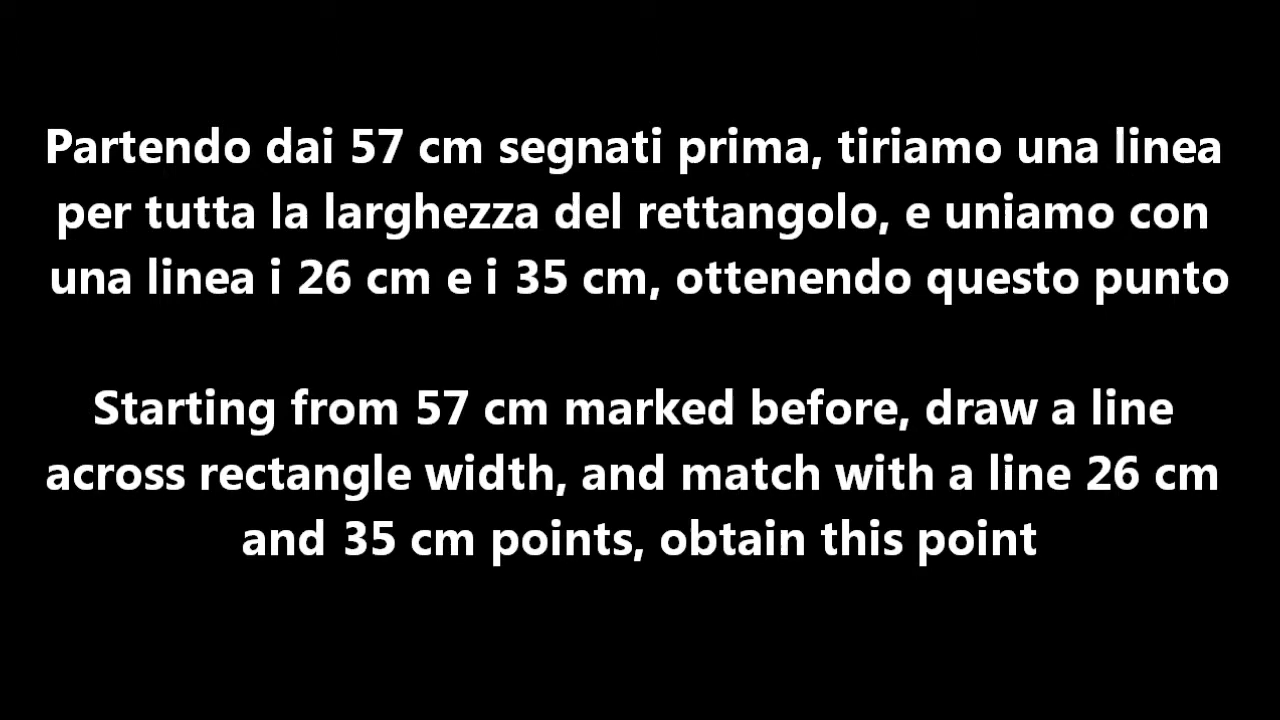 Partendo dai 57 cm segnati prima, tiriamo una linea
per tutta la larghezza del rettangolo, e uniamo con
una linea i 26 cm e i 35 cm, ottenendo questo punto
Starting from 57 cm marked before, draw a line
across rectangle width, and match with a line 26 cm
and 35 cm points, obtain this point